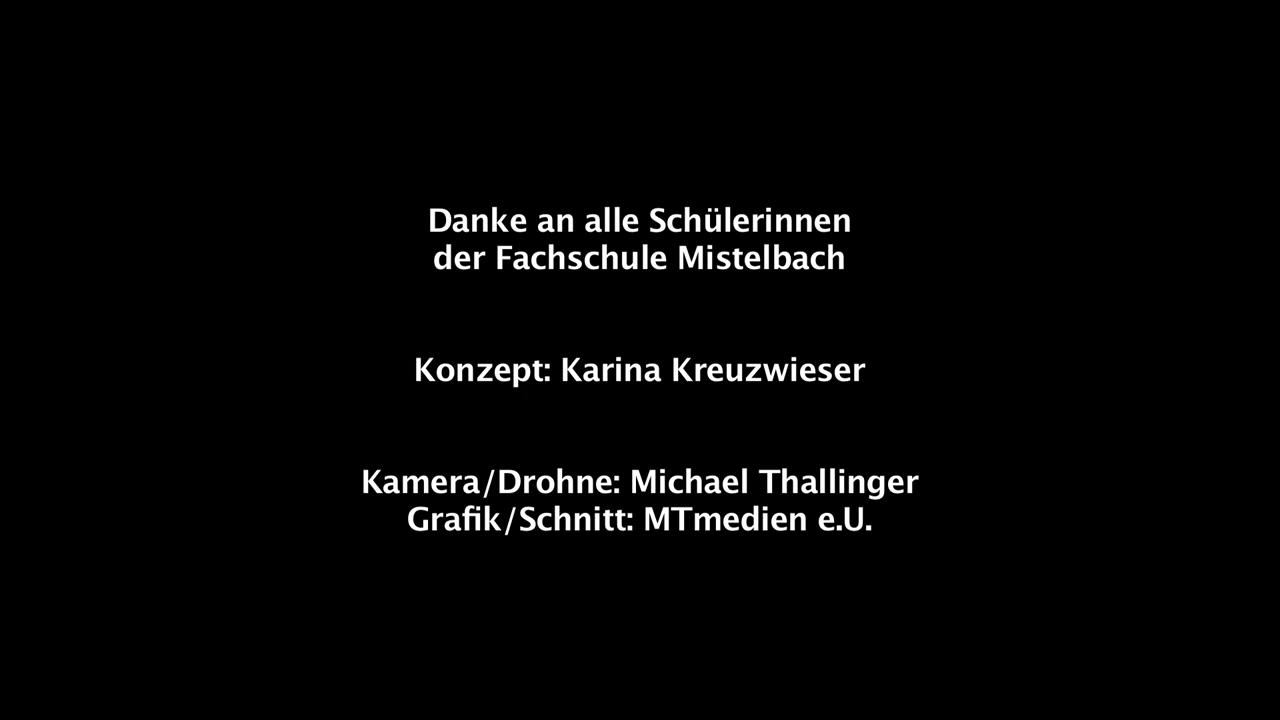 Danke an alle Schülerinnen
der Fachschule Mistelbach
Konzept: Karina Kreuzwieser
Kamera/Drohne: Michael Thallinger
Grafik/Schnitt: MTmedien e.U.